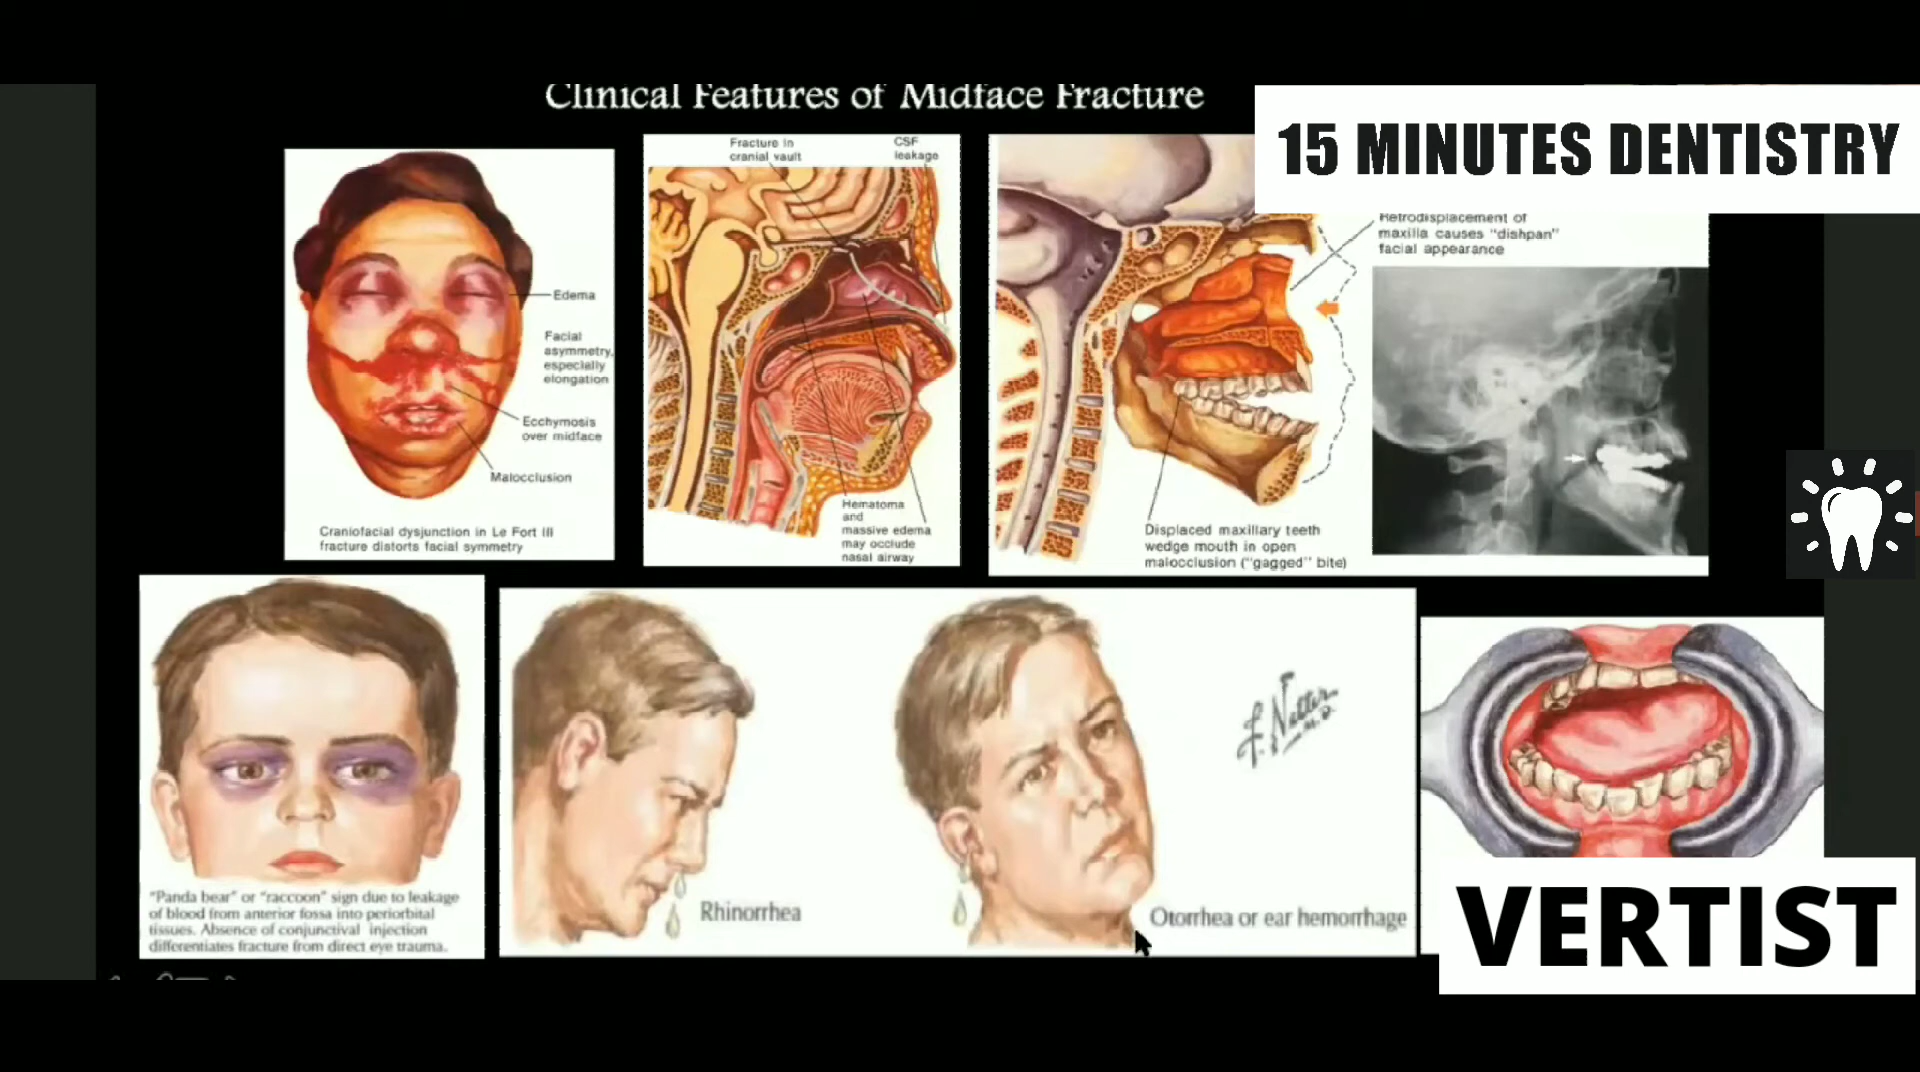 Clinical Features of Midface Fracture
15 MINUTES DENTISTRY
Edema
Facial
asymmetry,
especially
elongation
Ecchymosis
over midface
Malocclusion
Craniofacial dysjunction in Le Fort III
fracture distorts facial symmetry
Fracture in
cranial vault
CSF
leakage
Hematoma
and
massive edema
may occlude
nasal airway
Retrodisplacement of
maxilla causes "dishpan"
facial appearance
Displaced maxillary teeth
wedge mouth in open
malocclusion ("gagged" bite)
"Panda bear" or "raccoon" sign due to leakage
of blood from anterior fossa into periorbital
tissues. Absence of conjunctival injection
differentiates fracture from direct eye trauma.
Rhinorrhea
Otorrhea or ear hemorrhage
F. Netter
M.D.
VERTIST